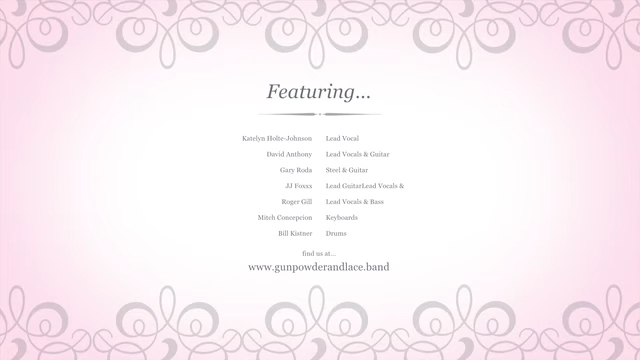 Featuring...
Katelyn Holte-Johnson Lead Vocal
David Anthony Lead Vocals & Guitar
Gary Roda Steel & Guitar
JJ Foxxx Lead GuitarLead Vocals &
Roger Gill Lead Vocals & Bass
Mitch Concepcion Keyboards
Bill Kistner Drums
find us at...
www.gunpowderandlace.band